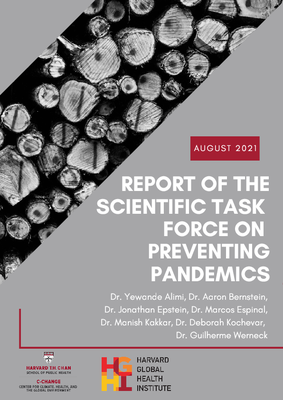 AUGUST 2021
REPORT OF THE
SCIENTIFIC TASK
FORCE ON
PREVENTING
PANDEMICS
Dr. Yewande Alimi, Dr. Aaron Bernstein,
Dr. Jonathan Epstein, Dr. Marcos Espinal,
Dr. Manish Kakkar, Dr. Deborah Kochevar,
Dr. Guilherme Werneck
HARVARD T.H. CHAN
SCHOOL OF PUBLIC HEALTH
C-CHANGE
CENTER FOR CLIMATE, HEALTH, AND
THE GLOBAL ENVIRONMENT
HGHI
HARVARD
GLOBAL
HEALTH
INSTITUTE